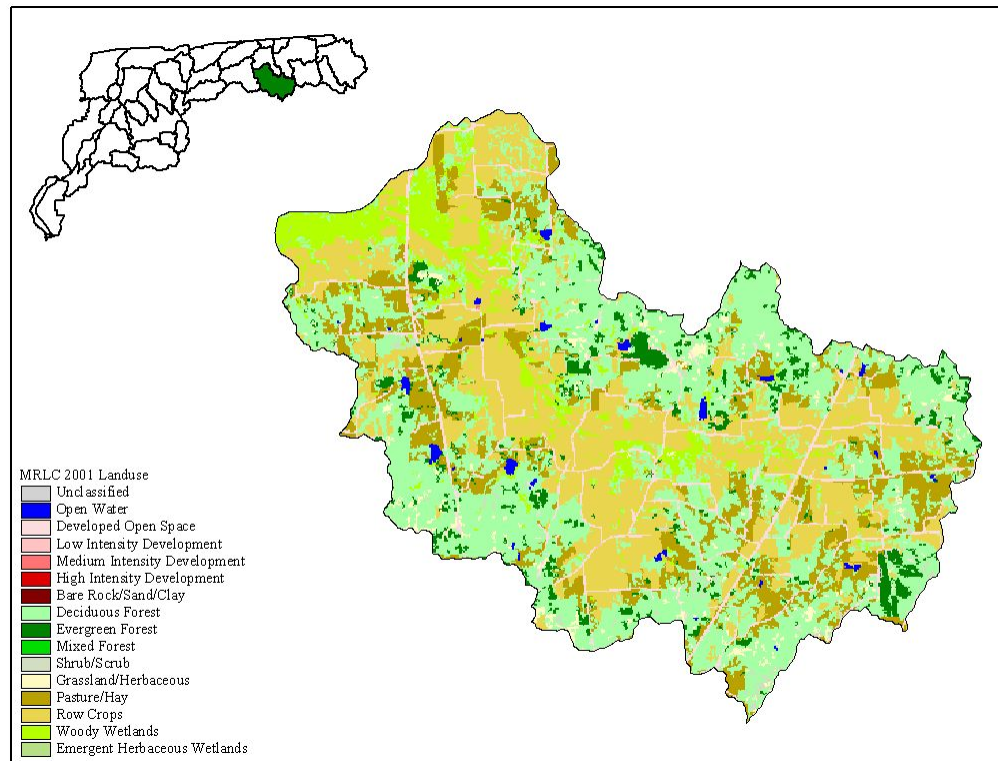 MRLC 2001 Landuse
Unclassified
Open Water
Developed Open Space
Low Intensity Development
Medium Intensity Development
High Intensity Development
Bare Rock/Sand/Clay
Deciduous Forest
Evergreen Forest
Mixed Forest
Shrub/Scrub
Grassland/Herbaceous
Pasture/Hay
Row Crops
Woody Wetlands
Emergent Herbaceous Wetlands